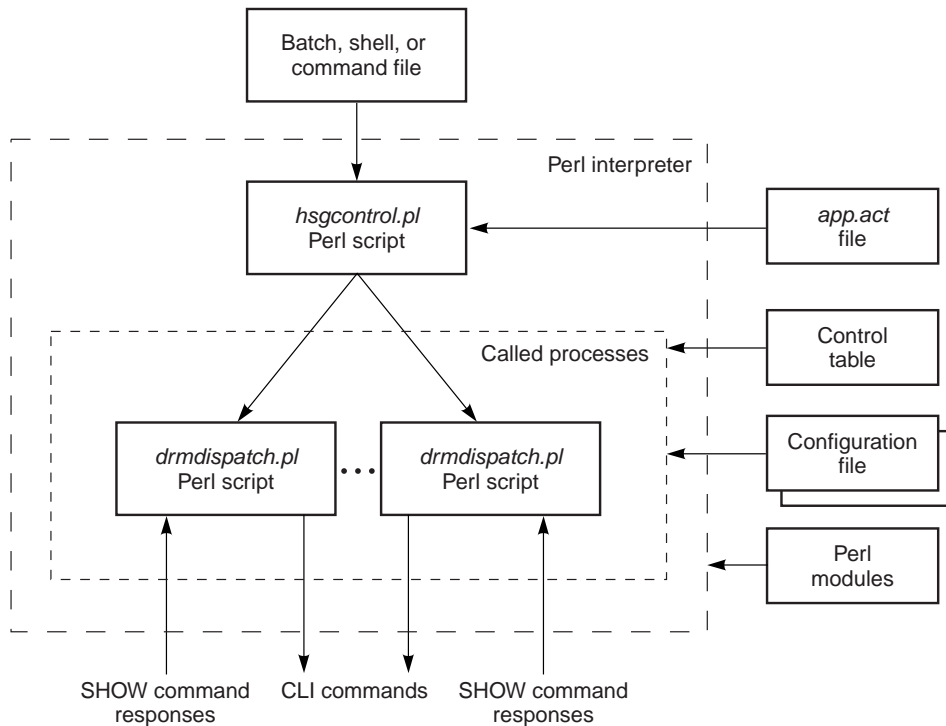 Batch, shell, or
command file
Perl interpreter
hsgcontrol.pl
Perl script
app.act
file
Called processes
Control
table
drmdispatch.pl
Perl script
drmdispatch.pl
Perl script
Configuration
file
Perl
modules
SHOW command
responses
CLI commands
SHOW command
responses